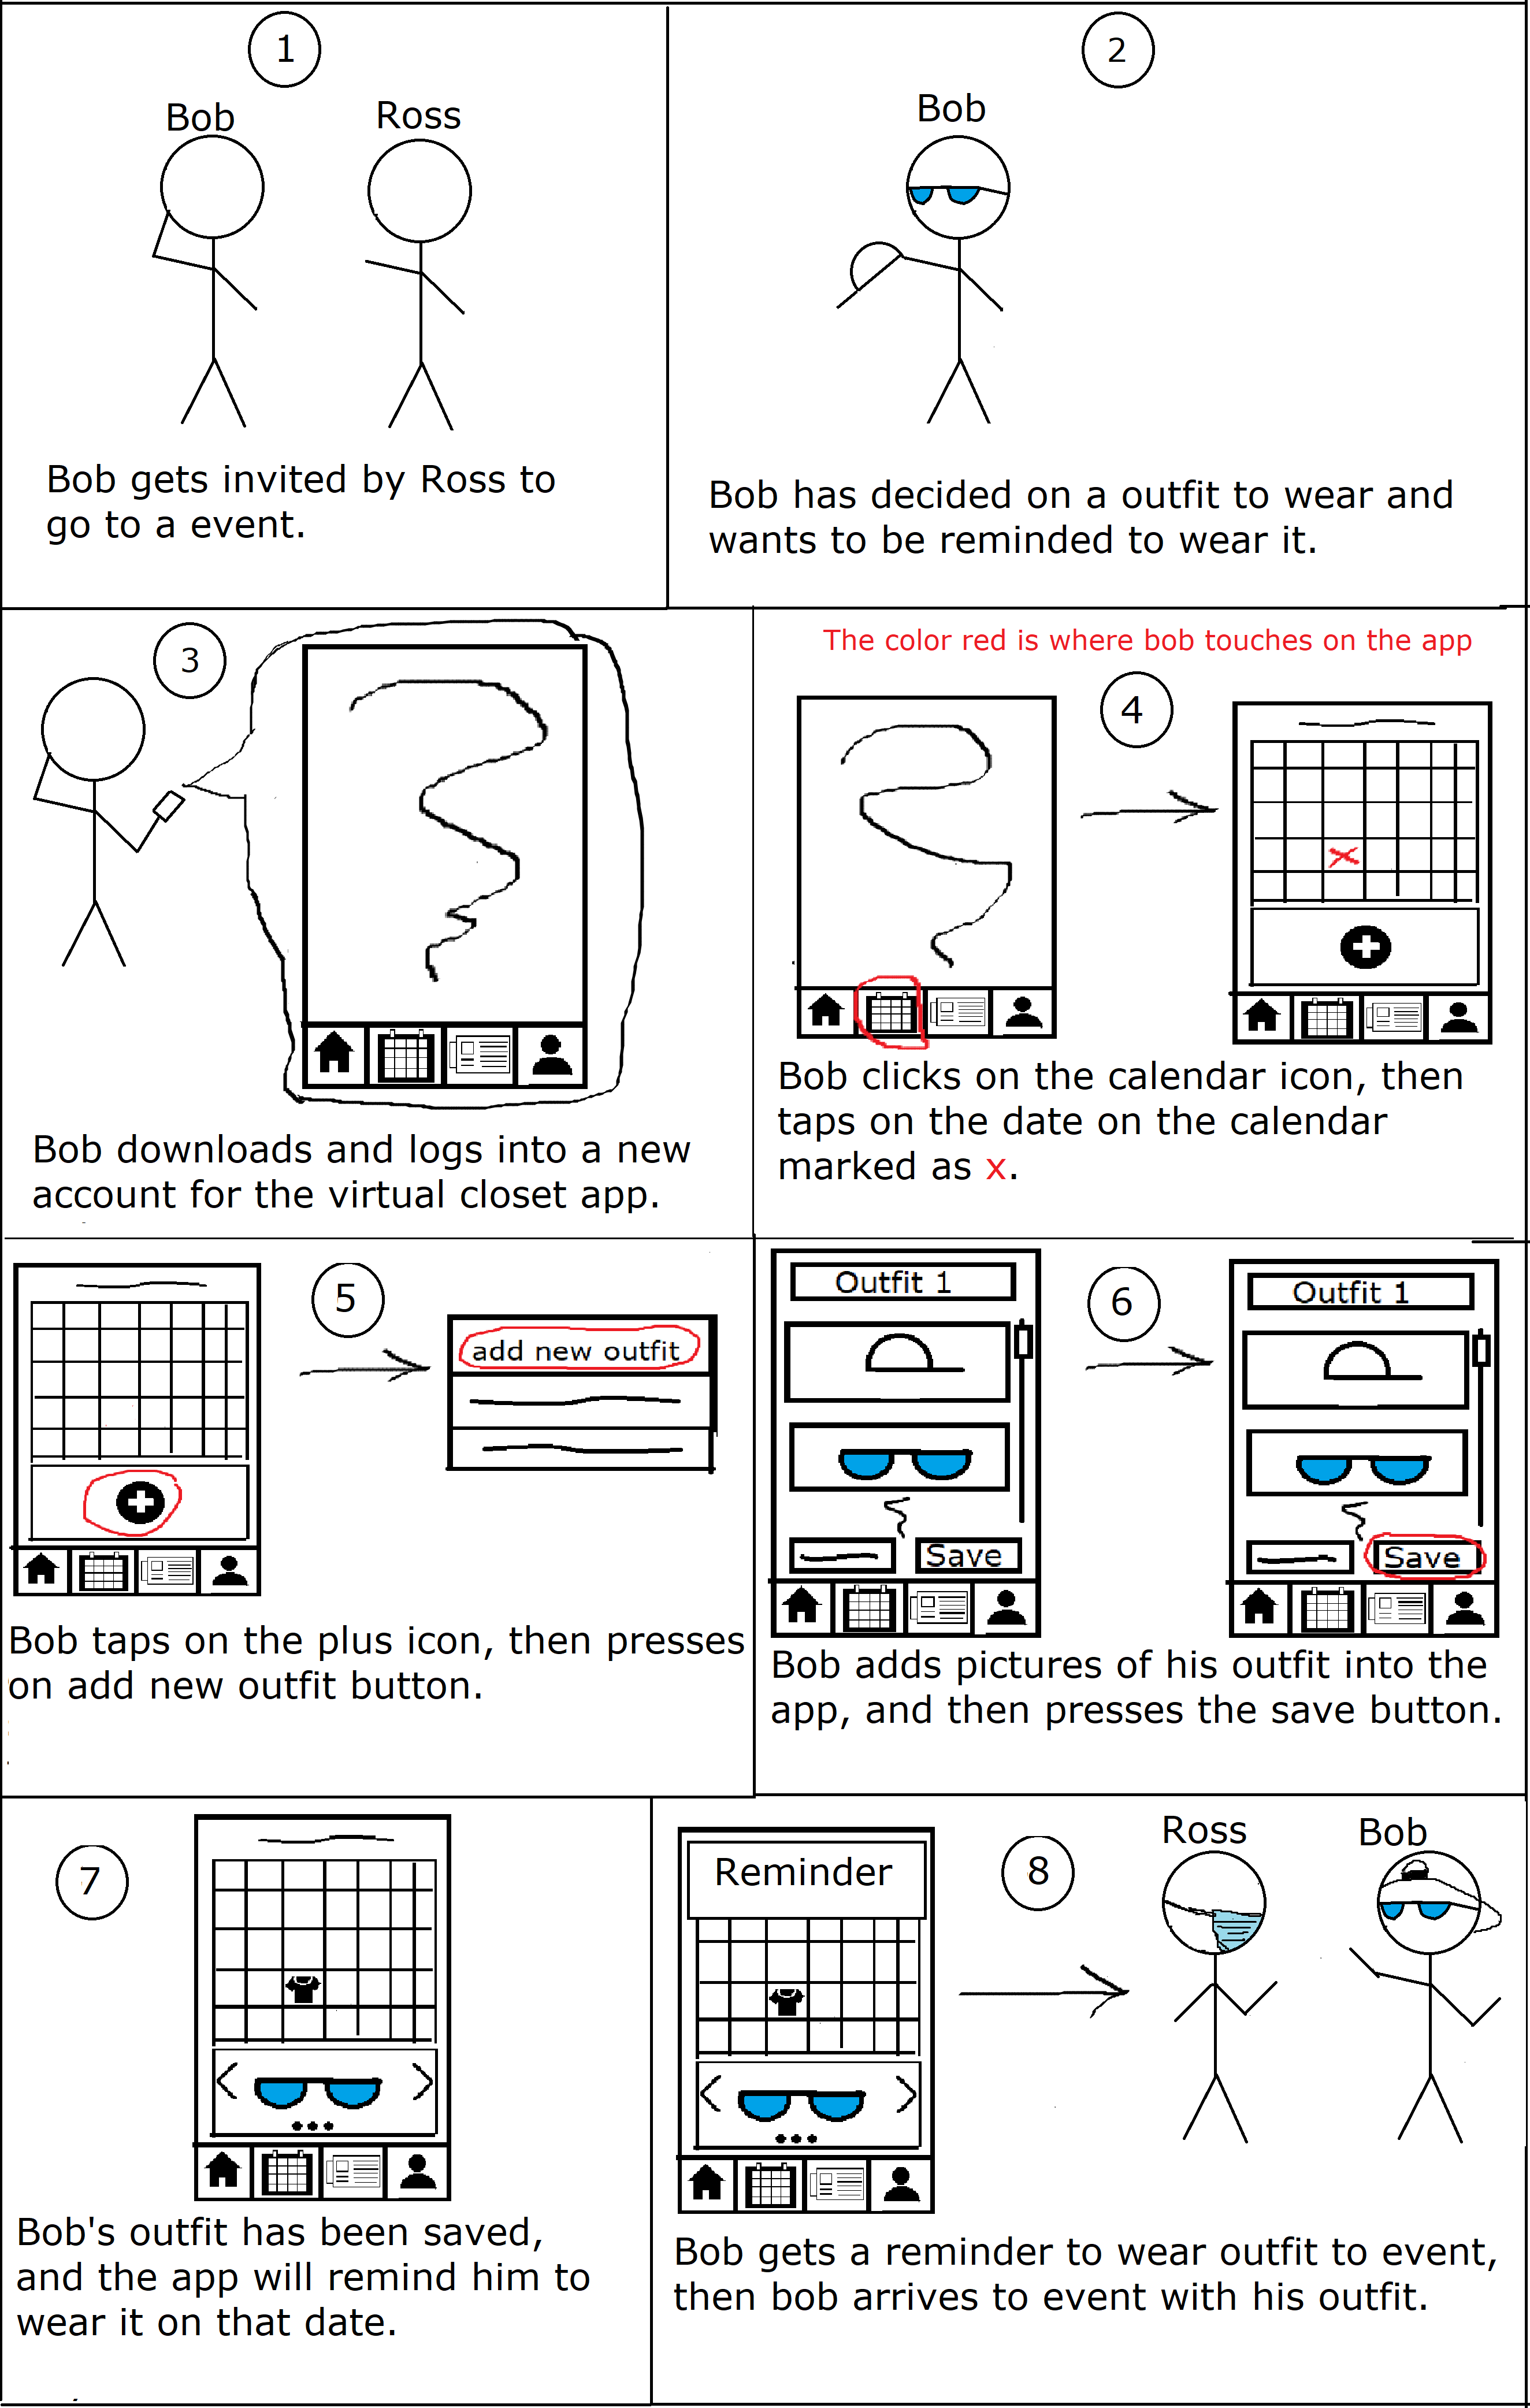 1
Bob
Ross
Bob gets invited by Ross to
go to a event.
2
Bob
Bob has decided on a outfit to wear and
wants to be reminded to wear it.
3
Bob downloads and logs into a new
account for the virtual closet app.
The color red is where bob touches on the app
4
Bob clicks on the calendar icon, then
taps on the date on the calendar
marked as x.
5
add new outfit
Bob taps on the plus icon, then presses
on add new outfit button.
6
Outfit 1
Save
Outfit 1
Save
Bob adds pictures of his outfit into the
app, and then presses the save button.
7
Bob's outfit has been saved,
and the app will remind him to
wear it on that date.
8
Reminder
Ross
Bob
Bob gets a reminder to wear outfit to event,
then bob arrives to event with his outfit.